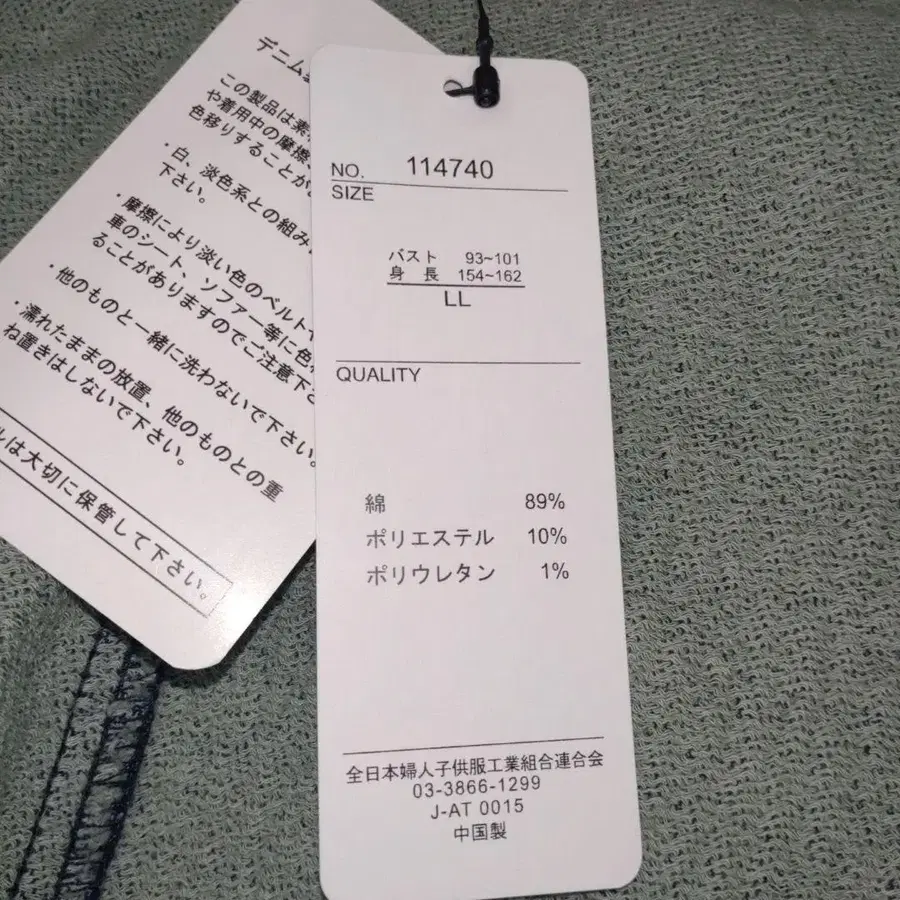 デニム
この製品は素
や着用中の摩擦
色移りすることが
・白、淡色系との組み
下さい。
・摩擦により淡い色のベルト
車のシート、ソファー等に色
ることがありますのでご注意下さ
・他のものと一緒に洗わないで下さい。
・濡れたままの放置、他のものとの重
ね置きはしないで下さい。
ルは大切に保管して下さい。
NO. 114740
SIZE
バスト 93~101
身長 154~162
LL
QUALITY
綿 89%
ポリエステル 10%
ポリウレタン 1%
全日本婦人子供服工業組合連合会
03-3866-1299
J-AT 0015
中国製